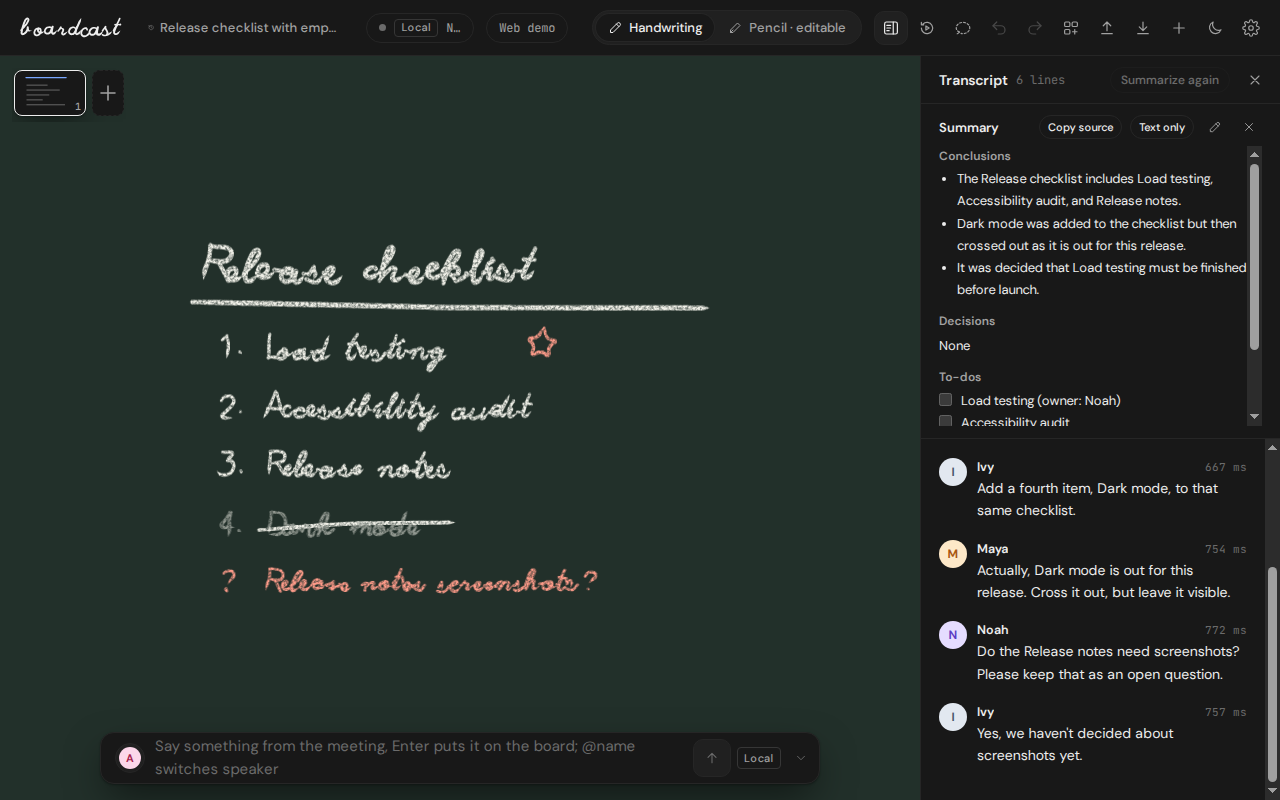 boardcast
Release checklist with emp...
Local N...
Web demo
Handwriting
Pencil · editable
1
Release checklist
1. Load testing
2. Accessibility audit
3. Release notes
4. Dark mode
? Release notes screenshots?
A
Say something from the meeting, Enter puts it on the board; @name
switches speaker
Local
Transcript 6 lines
Summarize again
Summary
Copy source
Text only
Conclusions
• The Release checklist includes Load testing,
Accessibility audit, and Release notes.
• Dark mode was added to the checklist but then
crossed out as it is out for this release.
• It was decided that Load testing must be finished
before launch.
Decisions
None
To-dos
Load testing (owner: Noah)
Accessibility audit
I
Ivy 667 ms
Add a fourth item, Dark mode, to that
same checklist.
M
Maya 754 ms
Actually, Dark mode is out for this
release. Cross it out, but leave it visible.
N
Noah 772 ms
Do the Release notes need screenshots?
Please keep that as an open question.
I
Ivy 757 ms
Yes, we haven't decided about
screenshots yet.